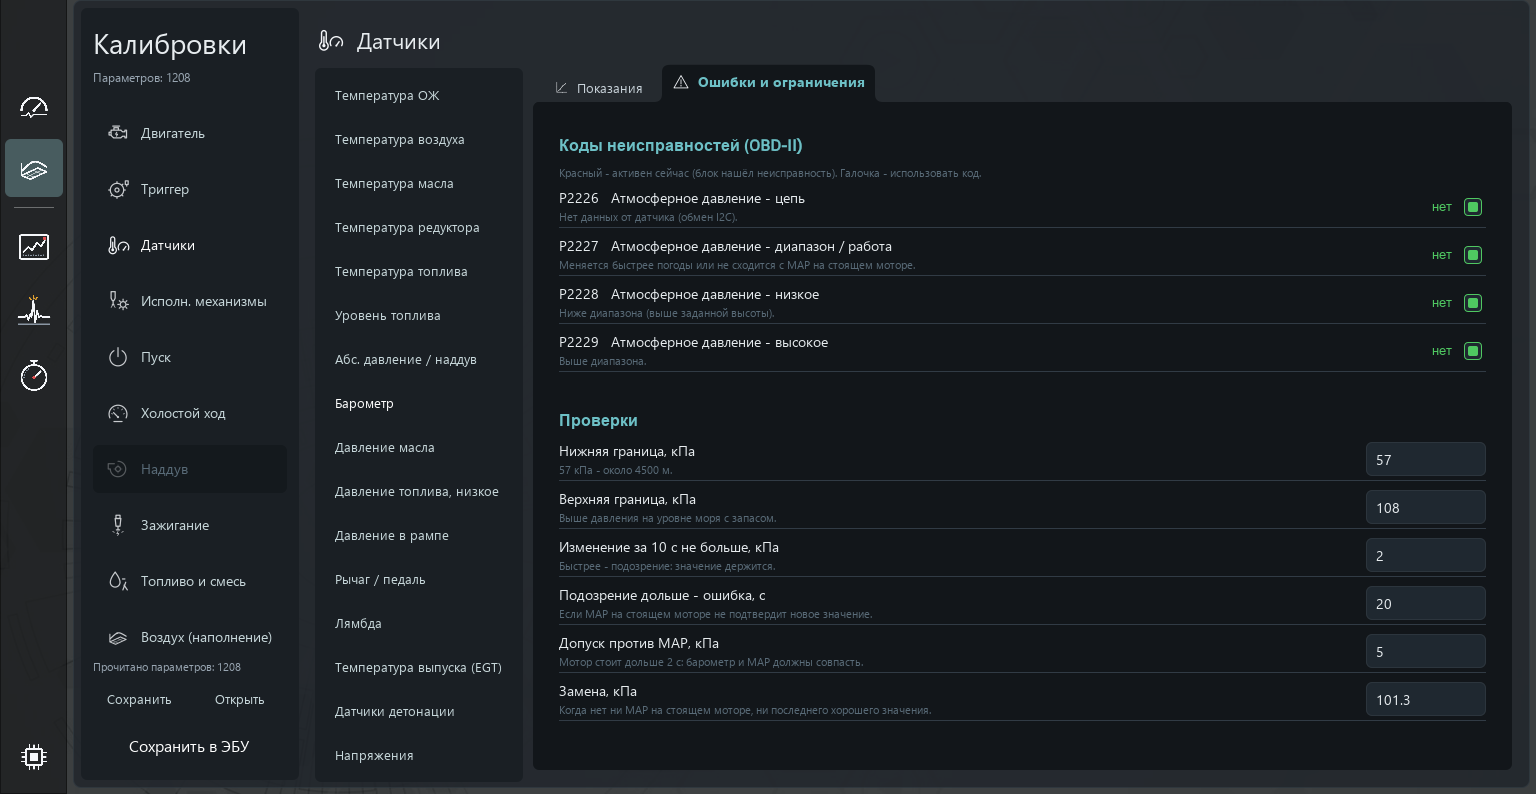 Калибровки
Параметров: 1208
Двигатель
Триггер
Датчики
Исполн. механизмы
Пуск
Холостой ход
Наддув
Зажигание
Топливо и смесь
Воздух (наполнение)
Прочитано параметров: 1208
Сохранить
Открыть
Сохранить в ЭБУ
Датчики
Температура ОЖ
Температура воздуха
Температура масла
Температура редуктора
Температура топлива
Уровень топлива
Абс. давление / наддув
Барометр
Давление масла
Давление топлива, низкое
Давление в рампе
Рычаг / педаль
Лямбда
Температура выпуска (EGT)
Датчики детонации
Напряжения
Показания
Ошибки и ограничения
Коды неисправностей (OBD-II)
Красный - активен сейчас (блок нашёл неисправность). Галочка - использовать код.
P2226 Атмосферное давление - цепь
нет
Нет данных от датчика (обмен I2C).
P2227 Атмосферное давление - диапазон / работа
нет
Меняется быстрее погоды или не сходится с MAP на стоящем моторе.
P2228 Атмосферное давление - низкое
нет
Ниже диапазона (выше заданной высоты).
P2229 Атмосферное давление - высокое
нет
Выше диапазона.
Проверки
Нижняя граница, кПа
57
57 кПа - около 4500 м.
Верхняя граница, кПа
108
Выше давления на уровне моря с запасом.
Изменение за 10 с не больше, кПа
2
Быстрее - подозрение: значение держится.
Подозрение дольше - ошибка, с
20
Если MAP на стоящем моторе не подтвердит новое значение.
Допуск против MAP, кПа
5
Мотор стоит дольше 2 с: барометр и MAP должны совпасть.
Замена, кПа
101.3
Когда нет ни MAP на стоящем моторе, ни последнего хорошего значения.